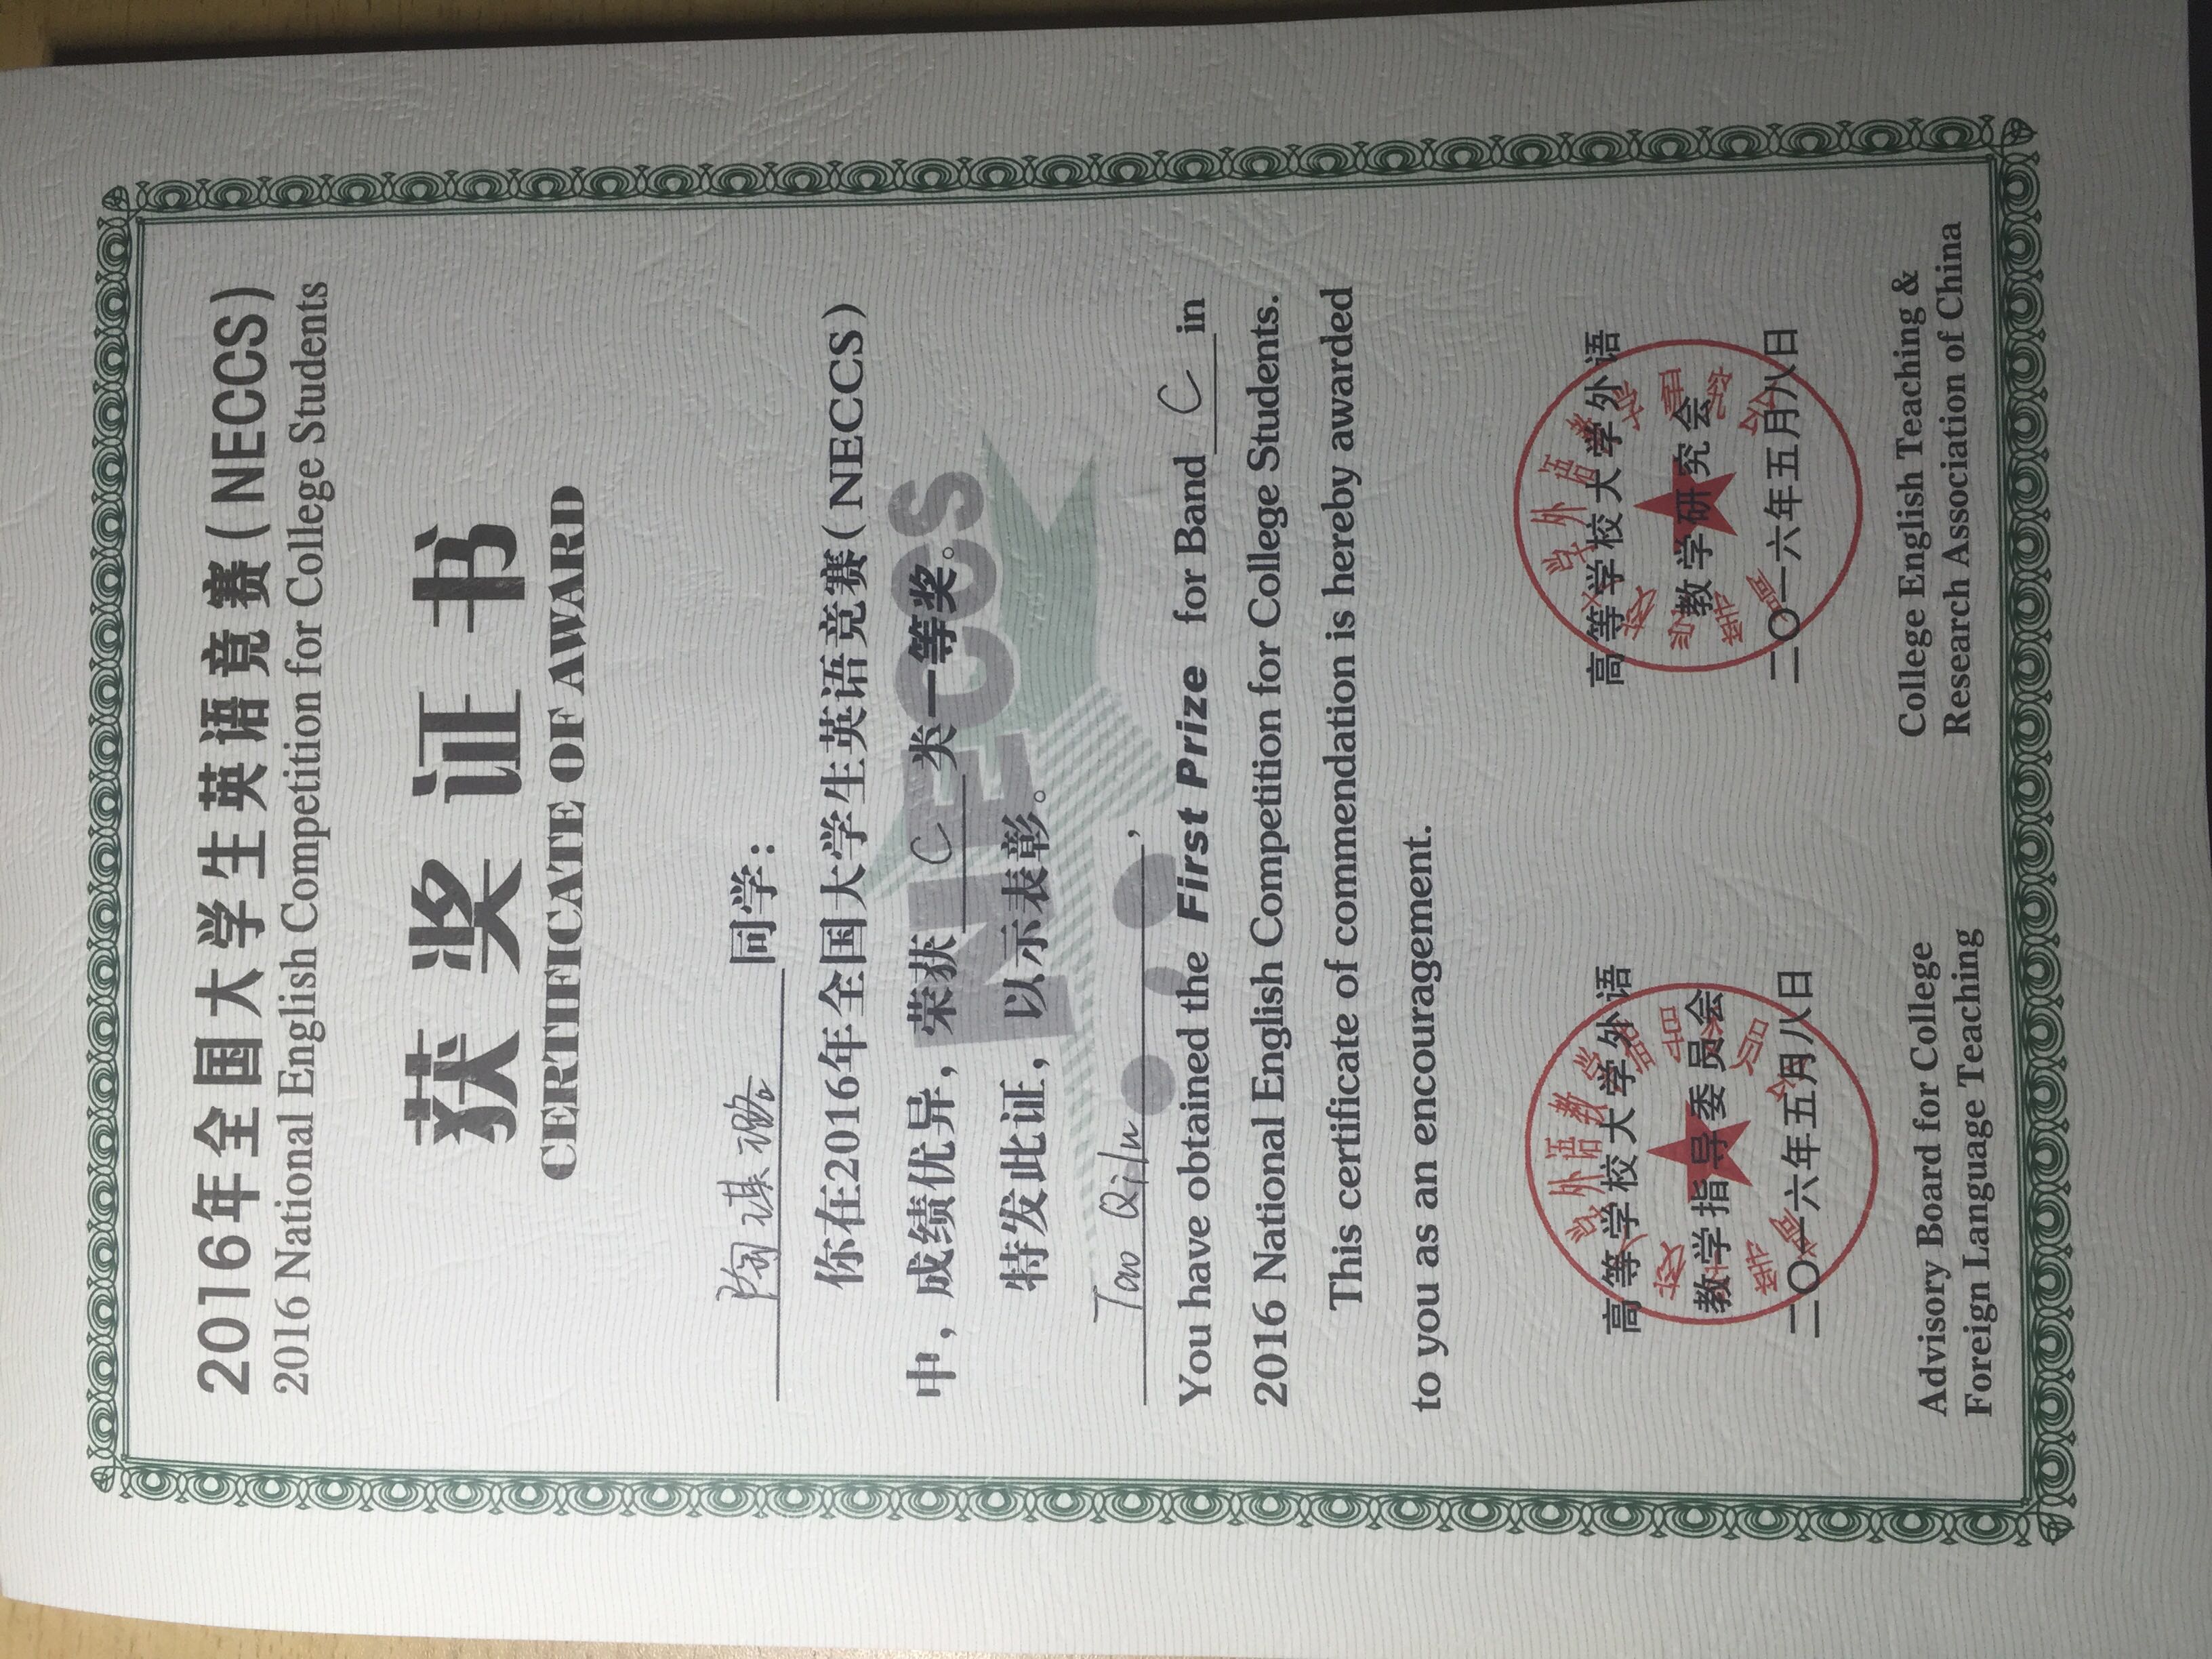 2016年全国大学生英语竞赛(NECCS)
2016 National English Competition for College Students
获奖证书
CERTIFICATE OF AWARD
陶祺璐 同学：
你在2016年全国大学生英语竞赛(NECCS)
中，成绩优异，荣获 C 类一等奖。
特发此证，以示表彰。
NECCS
Tao Qilu ,
You have obtained the First Prize for Band C in
2016 National English Competition for College Students.
This certificate of commendation is hereby awarded
to you as an encouragement.
高等学校大学外语
教学指导委员会
二〇一六年五月八日
Advisory Board for College
Foreign Language Teaching
高等学校大学外语
教学研究会
二〇一六年五月八日
College English Teaching &
Research Association of China